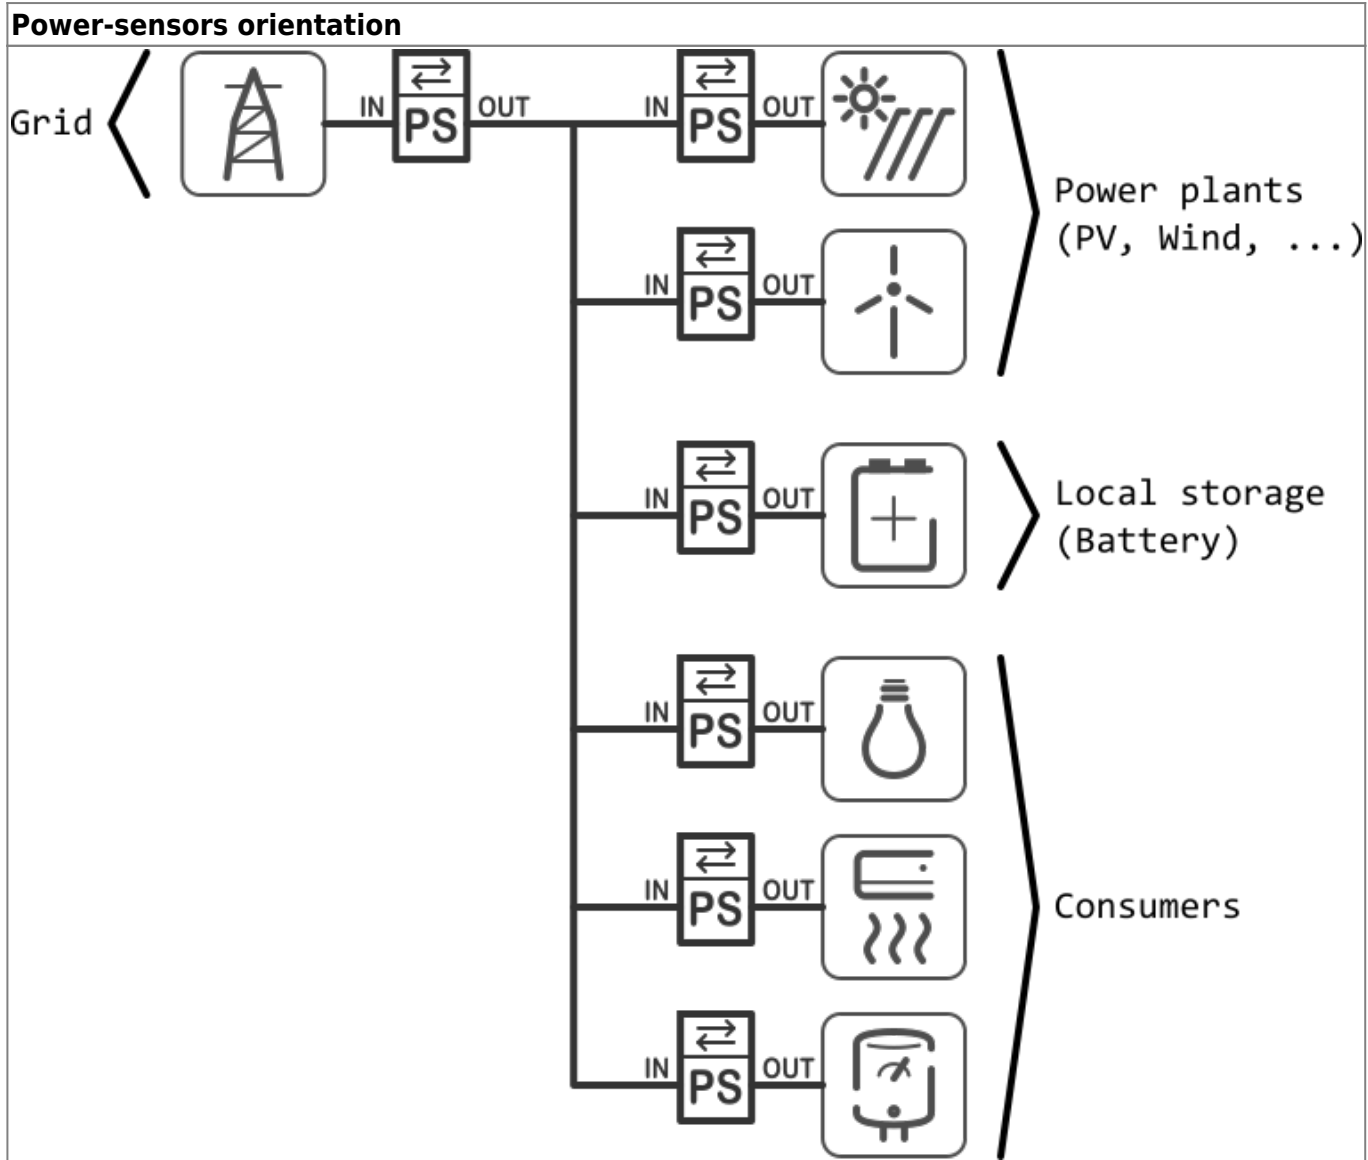 Power-sensors orientation
Grid
IN PS OUT
IN PS OUT
Power plants
(PV, Wind, ...)
IN PS OUT
IN PS OUT
Local storage
(Battery)
IN PS OUT
IN PS OUT
Consumers
IN PS OUT